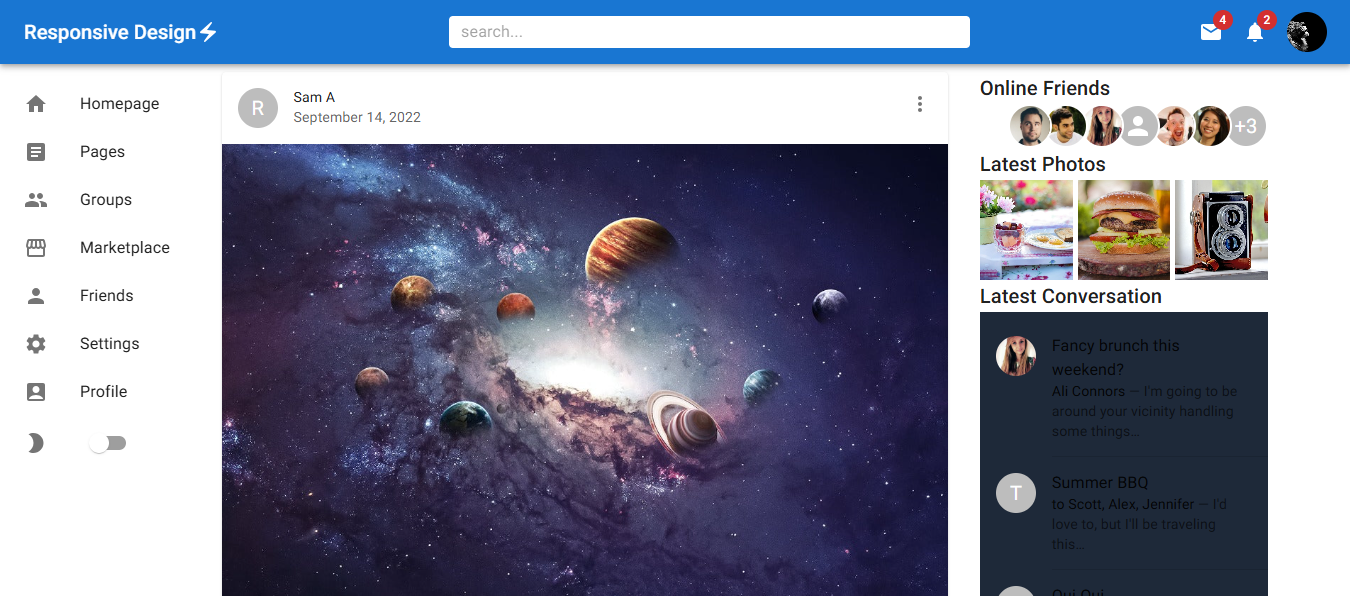 Responsive Design
search...
4
2
Homepage
Pages
Groups
Marketplace
Friends
Settings
Profile
R
Sam A
September 14, 2022
Online Friends
+3
Latest Photos
Latest Conversation
Fancy brunch this
weekend?
Ali Connors — I'm going to be
around your vicinity handling
some things…
T
Summer BBQ
to Scott, Alex, Jennifer — I'd
love to, but I'll be traveling
this…
Oui Oui